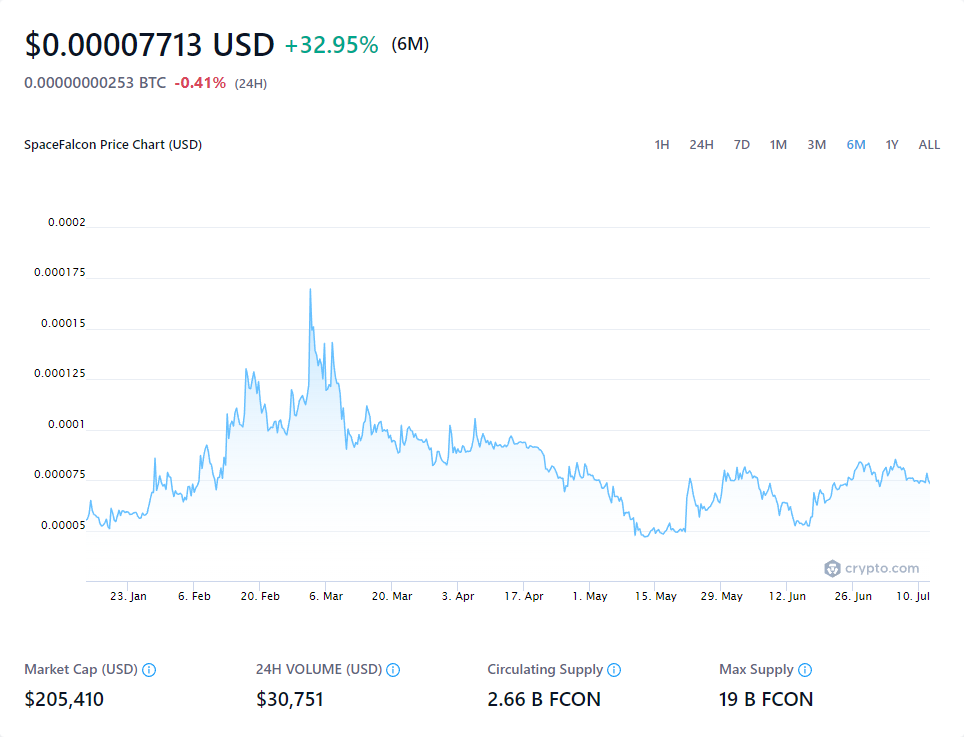 $0.00007713 USD +32.95% (6M)
0.00000000253 BTC -0.41% (24H)
SpaceFalcon Price Chart (USD) 1H 24H 7D 1M 3M 6M 1Y ALL
0.0002
0.000175
0.00015
0.000125
0.0001
0.000075
0.00005
crypto.com
23. Jan 6. Feb 20. Feb 6. Mar 20. Mar 3. Apr 17. Apr 1. May 15. May 29. May 12. Jun 26. Jun 10. Jul
Market Cap (USD) 24H VOLUME (USD) Circulating Supply Max Supply
$205,410 $30,751 2.66 B FCON 19 B FCON